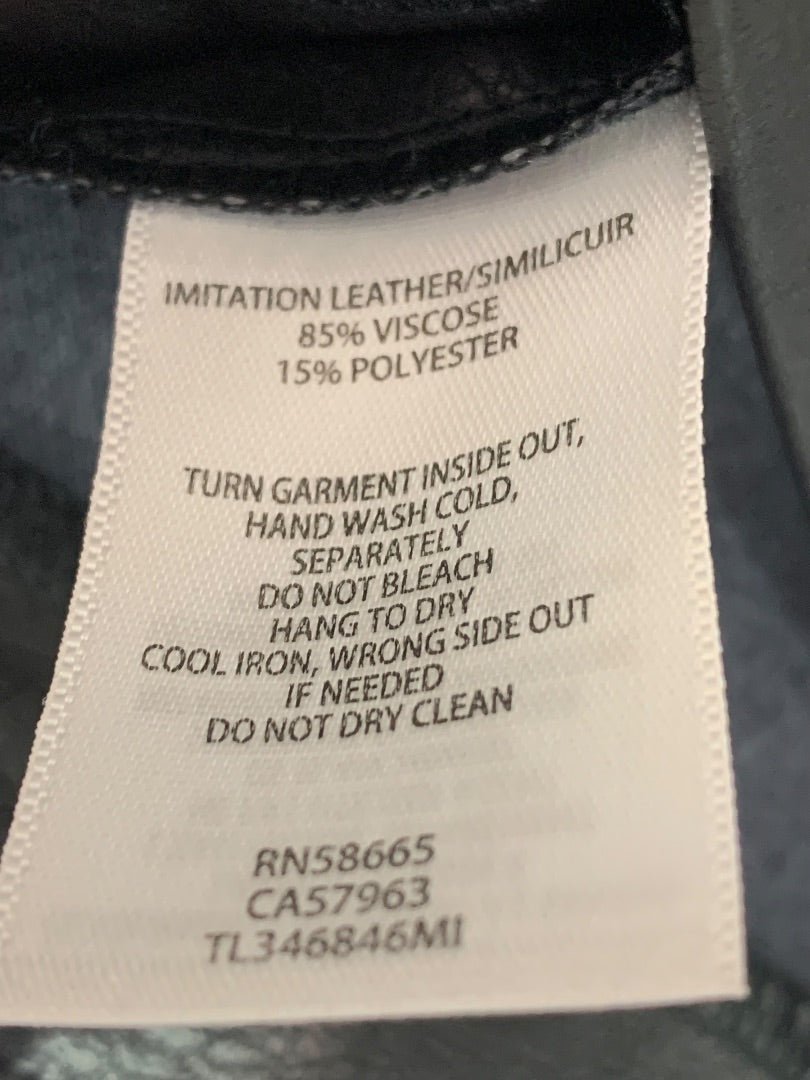 IMITATION LEATHER/SIMILICUIR
85% VISCOSE
15% POLYESTER
TURN GARMENT INSIDE OUT,
HAND WASH COLD,
SEPARATELY
DO NOT BLEACH
HANG TO DRY
COOL IRON, WRONG SIDE OUT
IF NEEDED
DO NOT DRY CLEAN
RN58665
CA57963
TL346846MI